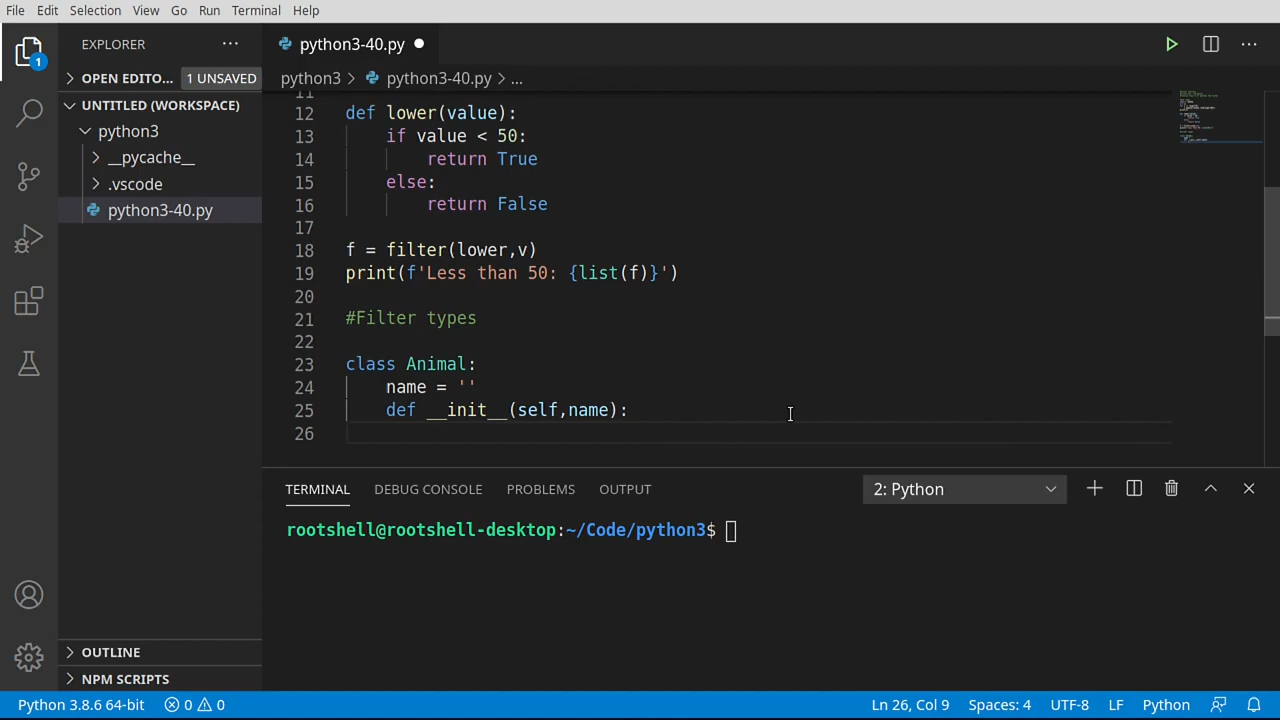 File Edit Selection View Go Run Terminal Help
EXPLORER
OPEN EDITO... 1 UNSAVED
UNTITLED (WORKSPACE)
python3
__pycache__
.vscode
python3-40.py
OUTLINE
NPM SCRIPTS
1
python3-40.py
python3 > python3-40.py > ...
11
12 def lower(value):
13 if value < 50:
14 return True
15 else:
16 return False
17
18 f = filter(lower,v)
19 print(f'Less than 50: {list(f)}')
20
21 #Filter types
22
23 class Animal:
24 name = ''
25 def __init__(self,name):
26
TERMINAL DEBUG CONSOLE PROBLEMS OUTPUT 2: Python
rootshell@rootshell-desktop:~/Code/python3$
Python 3.8.6 64-bit 0 0 Ln 26, Col 9 Spaces: 4 UTF-8 LF Python